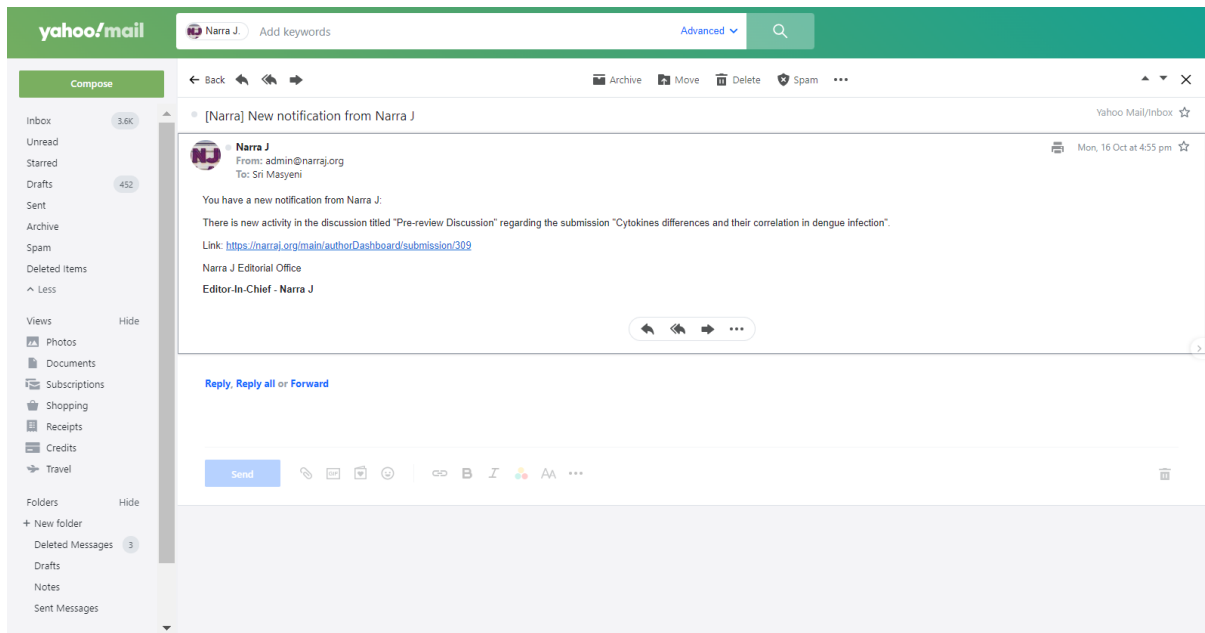 yahoo!mail
Narra J. Add keywords Advanced
Compose
Back Archive Move Delete Spam
[Narra] New notification from Narra J Yahoo Mail/Inbox
Narra J Mon, 16 Oct at 4:55 pm
From: admin@narraj.org
To: Sri Masyeni
You have a new notification from Narra J:
There is new activity in the discussion titled "Pre-review Discussion" regarding the submission "Cytokines differences and their correlation in dengue infection".
Link: https://narraj.org/main/authorDashboard/submission/309
Narra J Editorial Office
Editor-In-Chief - Narra J
Reply, Reply all or Forward
Send GIF B I AA
Inbox 3.6K
Unread
Starred
Drafts 452
Sent
Archive
Spam
Deleted Items
Less
Views Hide
Photos
Documents
Subscriptions
Shopping
Receipts
Credits
Travel
Folders Hide
+ New folder
Deleted Messages 3
Drafts
Notes
Sent Messages
NJ